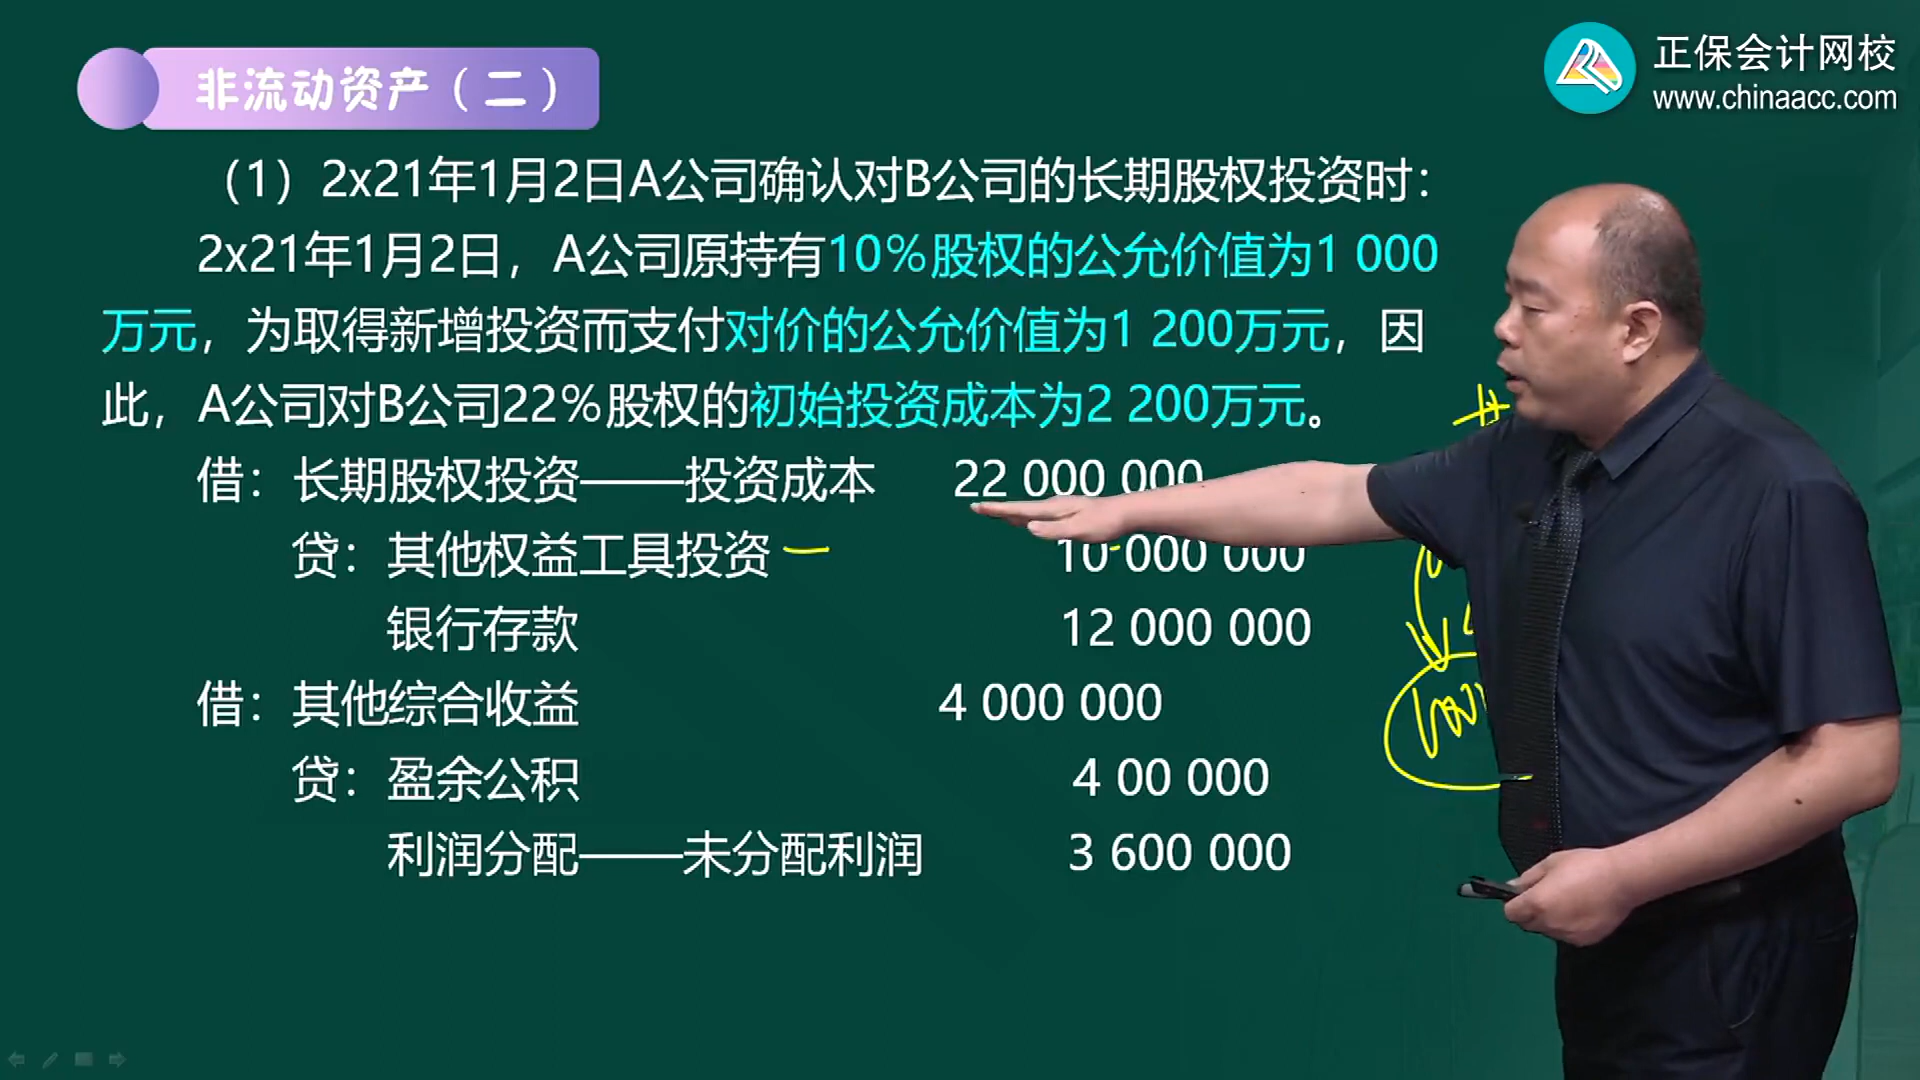 非流动资产（二）
正保会计网校
www.chinaacc.com
（1）2x21年1月2日A公司确认对B公司的长期股权投资时：
2x21年1月2日，A公司原持有10%股权的公允价值为1 000
万元，为取得新增投资而支付对价的公允价值为1 200万元，因
此，A公司对B公司22%股权的初始投资成本为2 200万元。
借：长期股权投资——投资成本 22 000 000
贷：其他权益工具投资 10 000 000
银行存款 12 000 000
借：其他综合收益 4 000 000
贷：盈余公积 4 00 000
利润分配——未分配利润 3 600 000